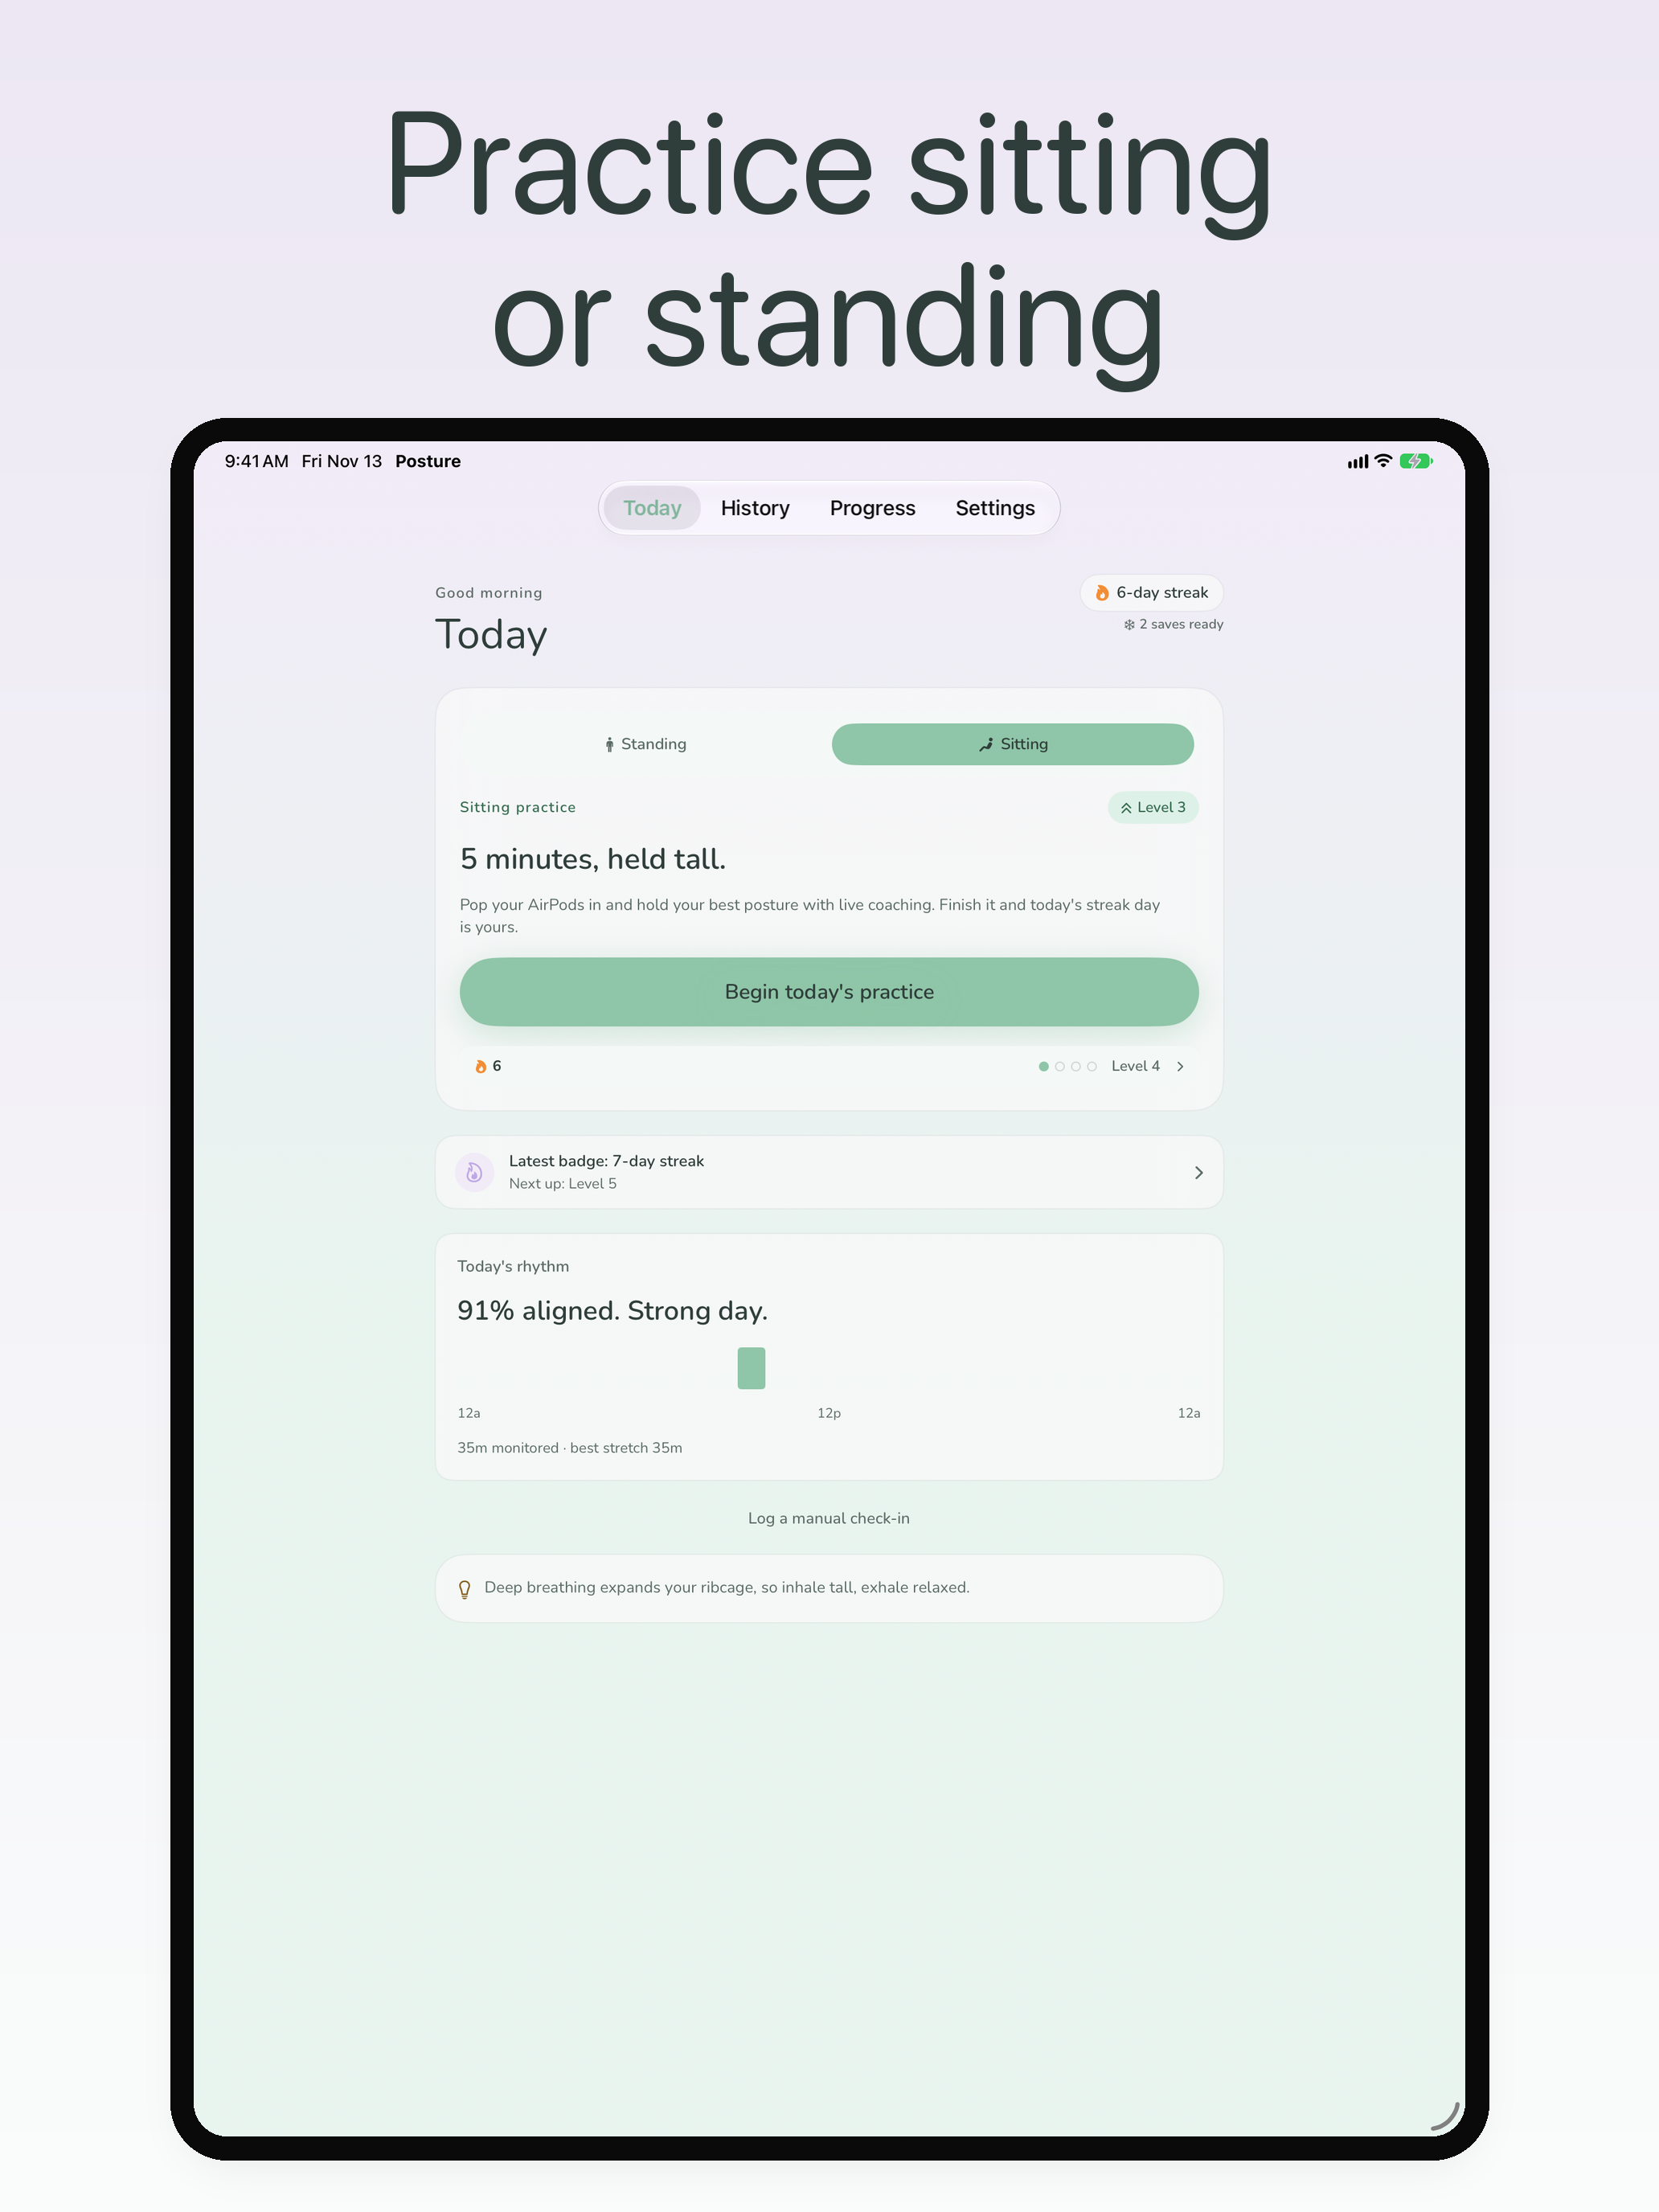 Practice sitting
or standing
9:41 AM Fri Nov 13 Posture
Today History Progress Settings
Good morning
6-day streak
Today
2 saves ready
Standing Sitting
Sitting practice
Level 3
5 minutes, held tall.
Pop your AirPods in and hold your best posture with live coaching. Finish it and today's streak day
is yours.
Begin today's practice
6
Level 4
Latest badge: 7-day streak
Next up: Level 5
Today's rhythm
91% aligned. Strong day.
12a 12p 12a
35m monitored · best stretch 35m
Log a manual check-in
Deep breathing expands your ribcage, so inhale tall, exhale relaxed.